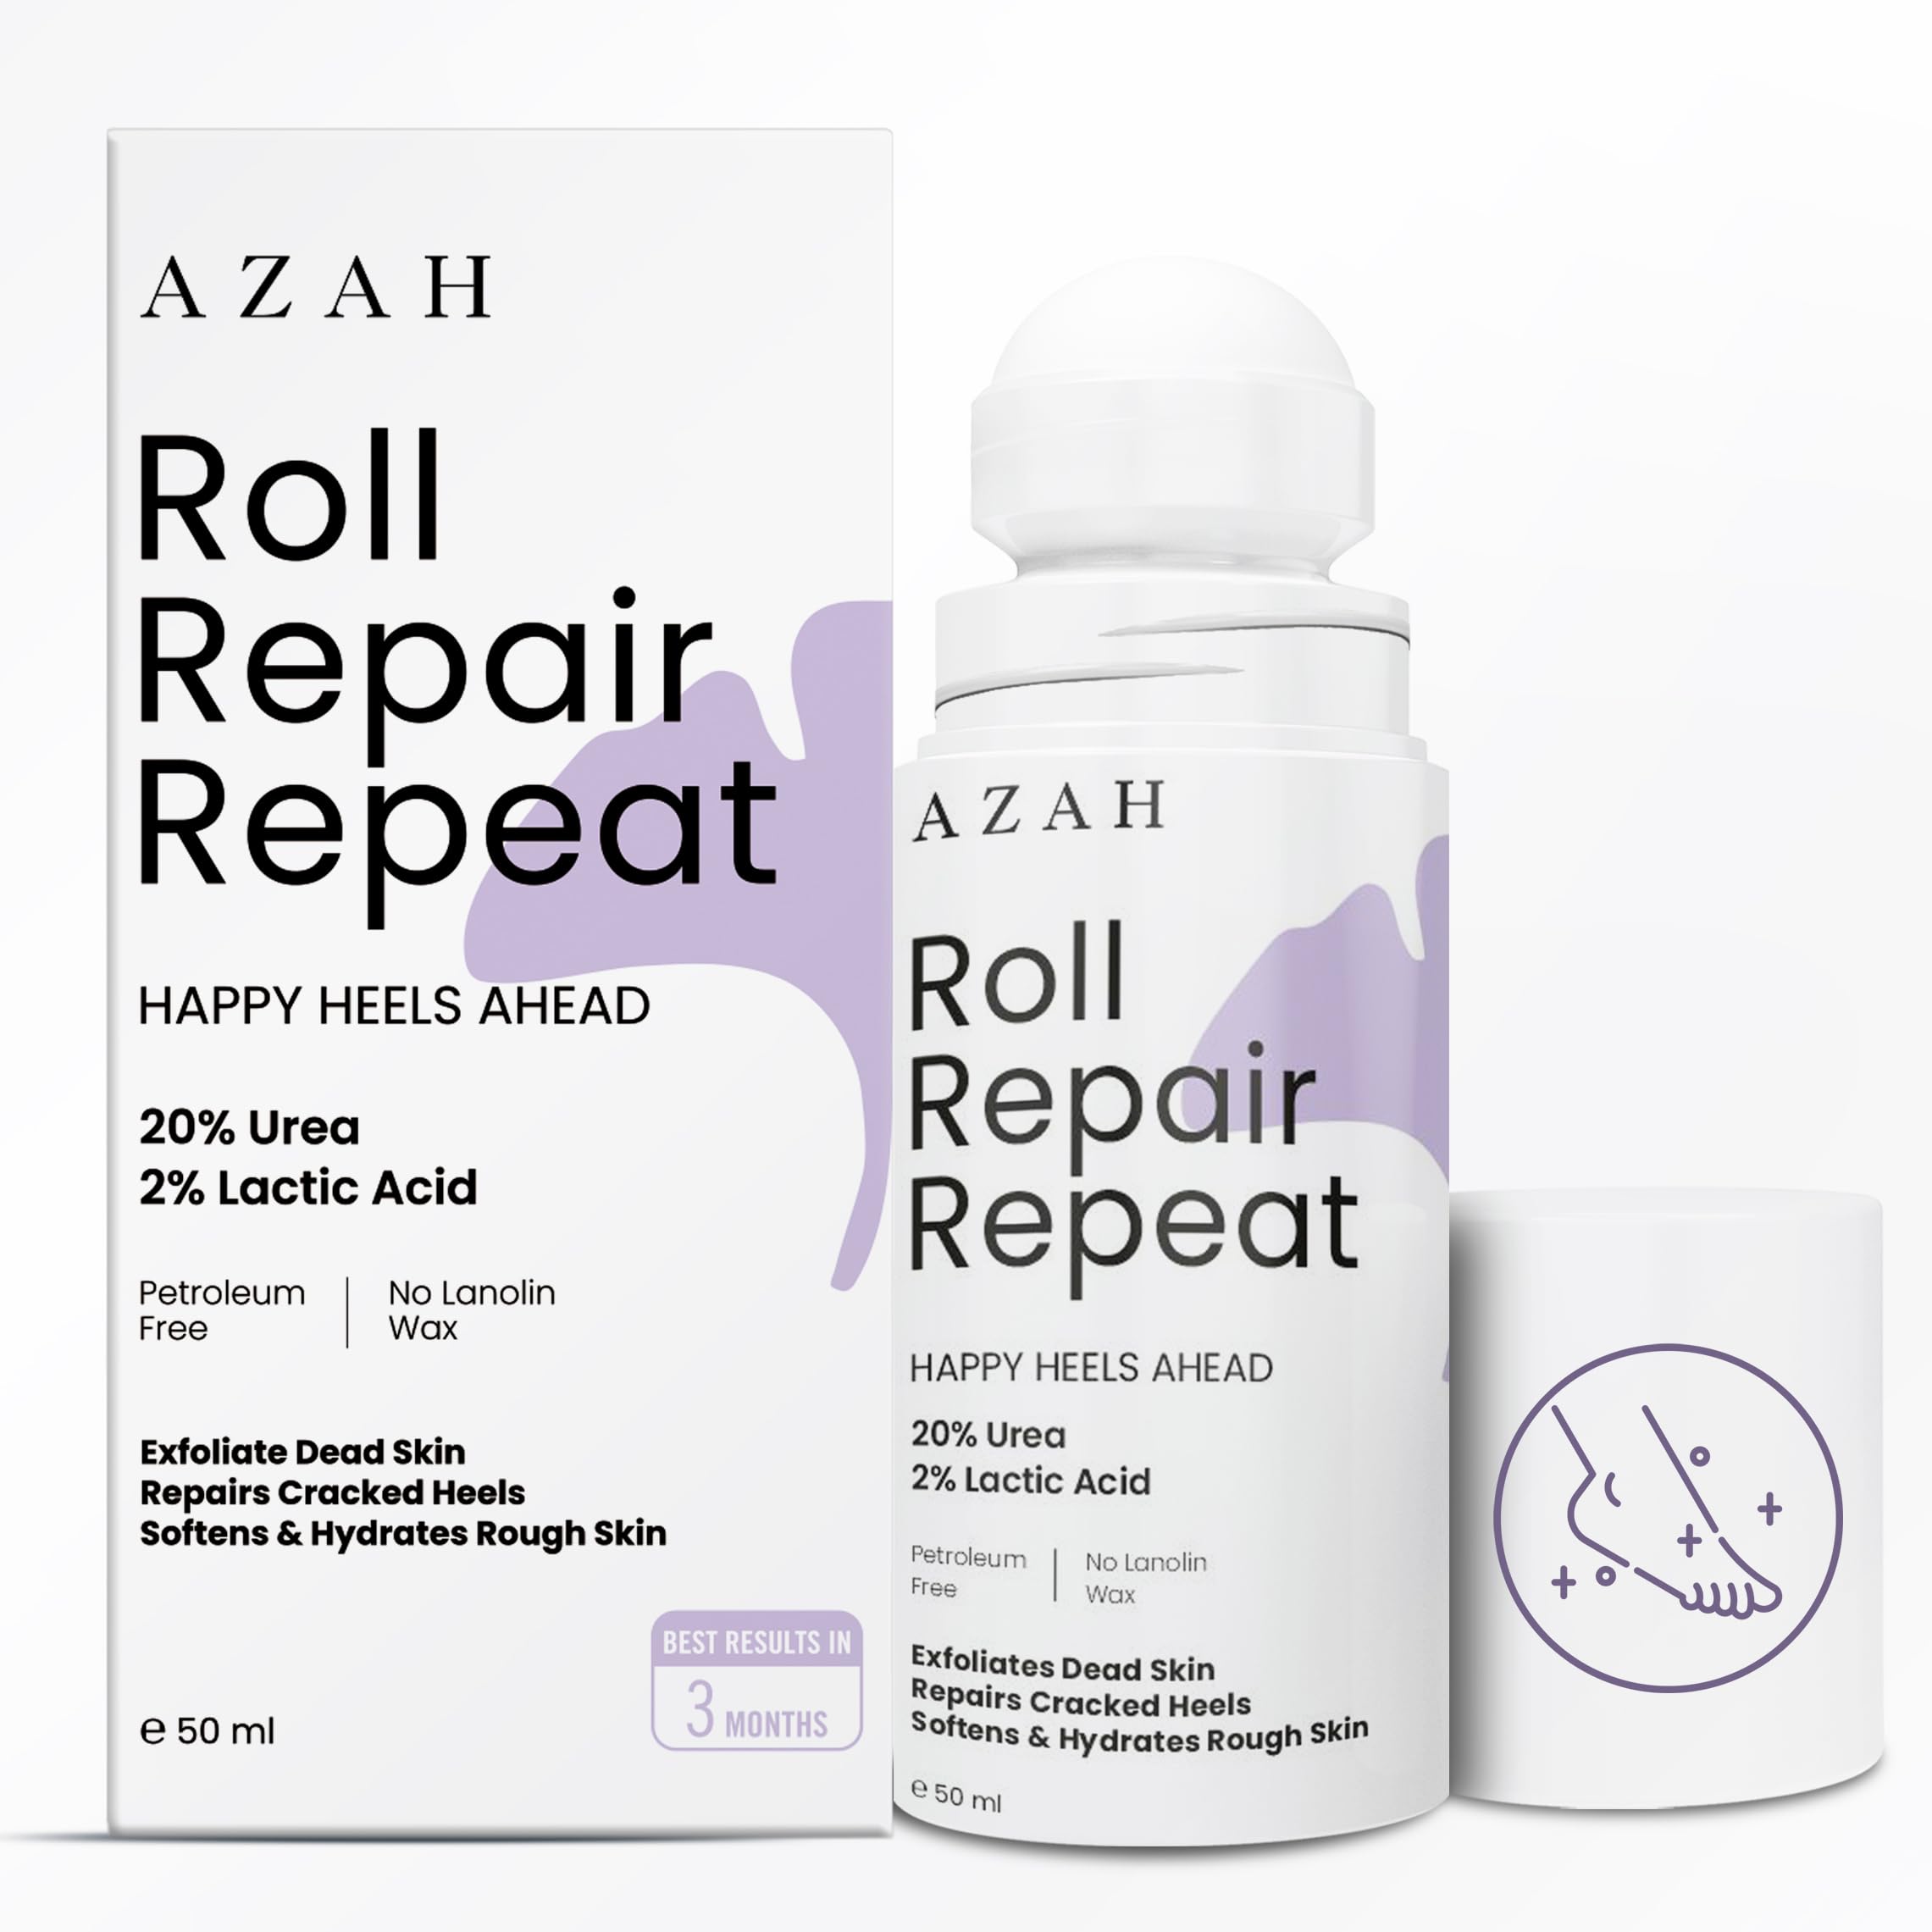 AZAH
Roll
Repair
Repeat
HAPPY HEELS AHEAD
20% Urea
2% Lactic Acid
Petroleum
Free
No Lanolin
Wax
Exfoliate Dead Skin
Repairs Cracked Heels
Softens & Hydrates Rough Skin
℮ 50 ml
BEST RESULTS IN
3 MONTHS
AZAH
Roll
Repair
Repeat
HAPPY HEELS AHEAD
20% Urea
2% Lactic Acid
Petroleum
Free
No Lanolin
Wax
Exfoliates Dead Skin
Repairs Cracked Heels
Softens & Hydrates Rough Skin
℮ 50 ml